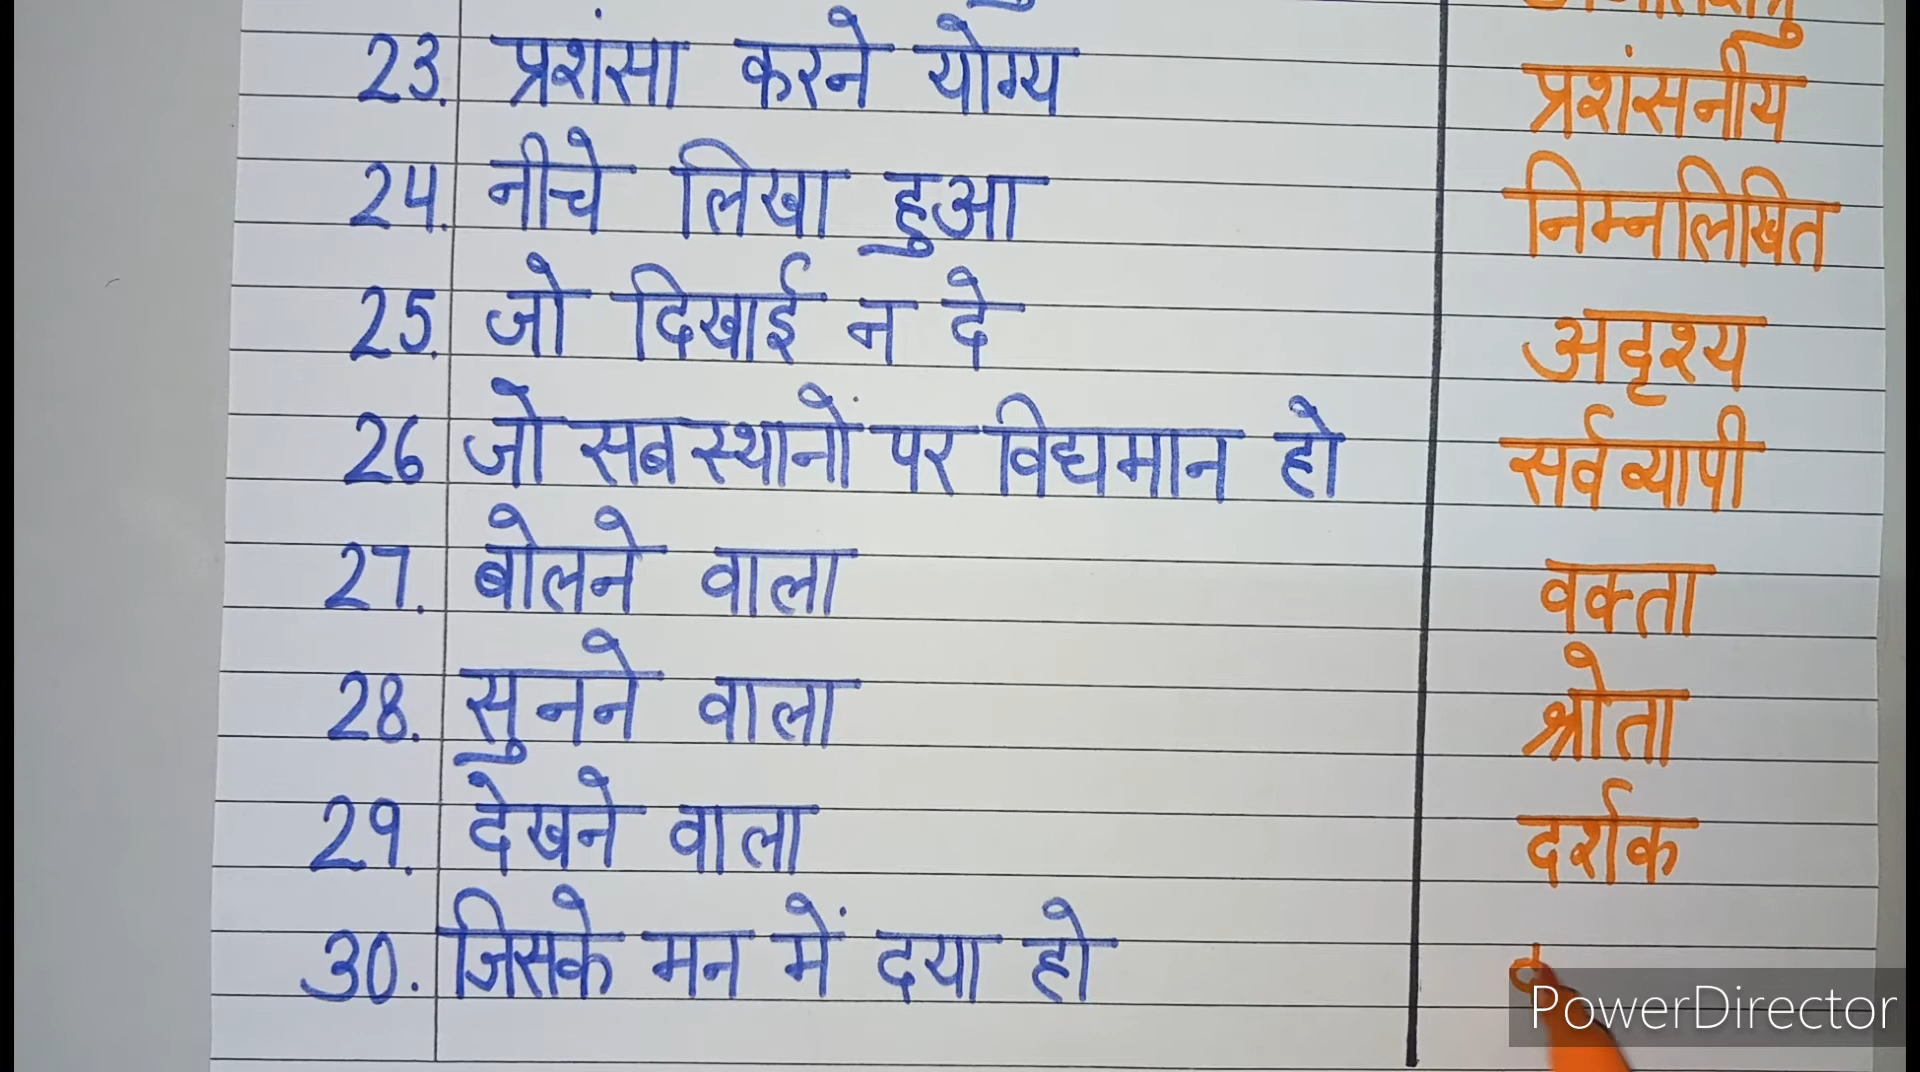 23. प्रशंसा करने योग्य प्रशंसनीय
24. नीचे लिखा हुआ निम्नलिखित
25. जो दिखाई न दे अदृश्य
26 जो सब स्थानों पर विद्यमान हो सर्वव्यापी
27. बोलने वाला वक्ता
28. सुनने वाला श्रोता
29. देखने वाला दर्शक
30. जिसके मन में दया हो
PowerDirector